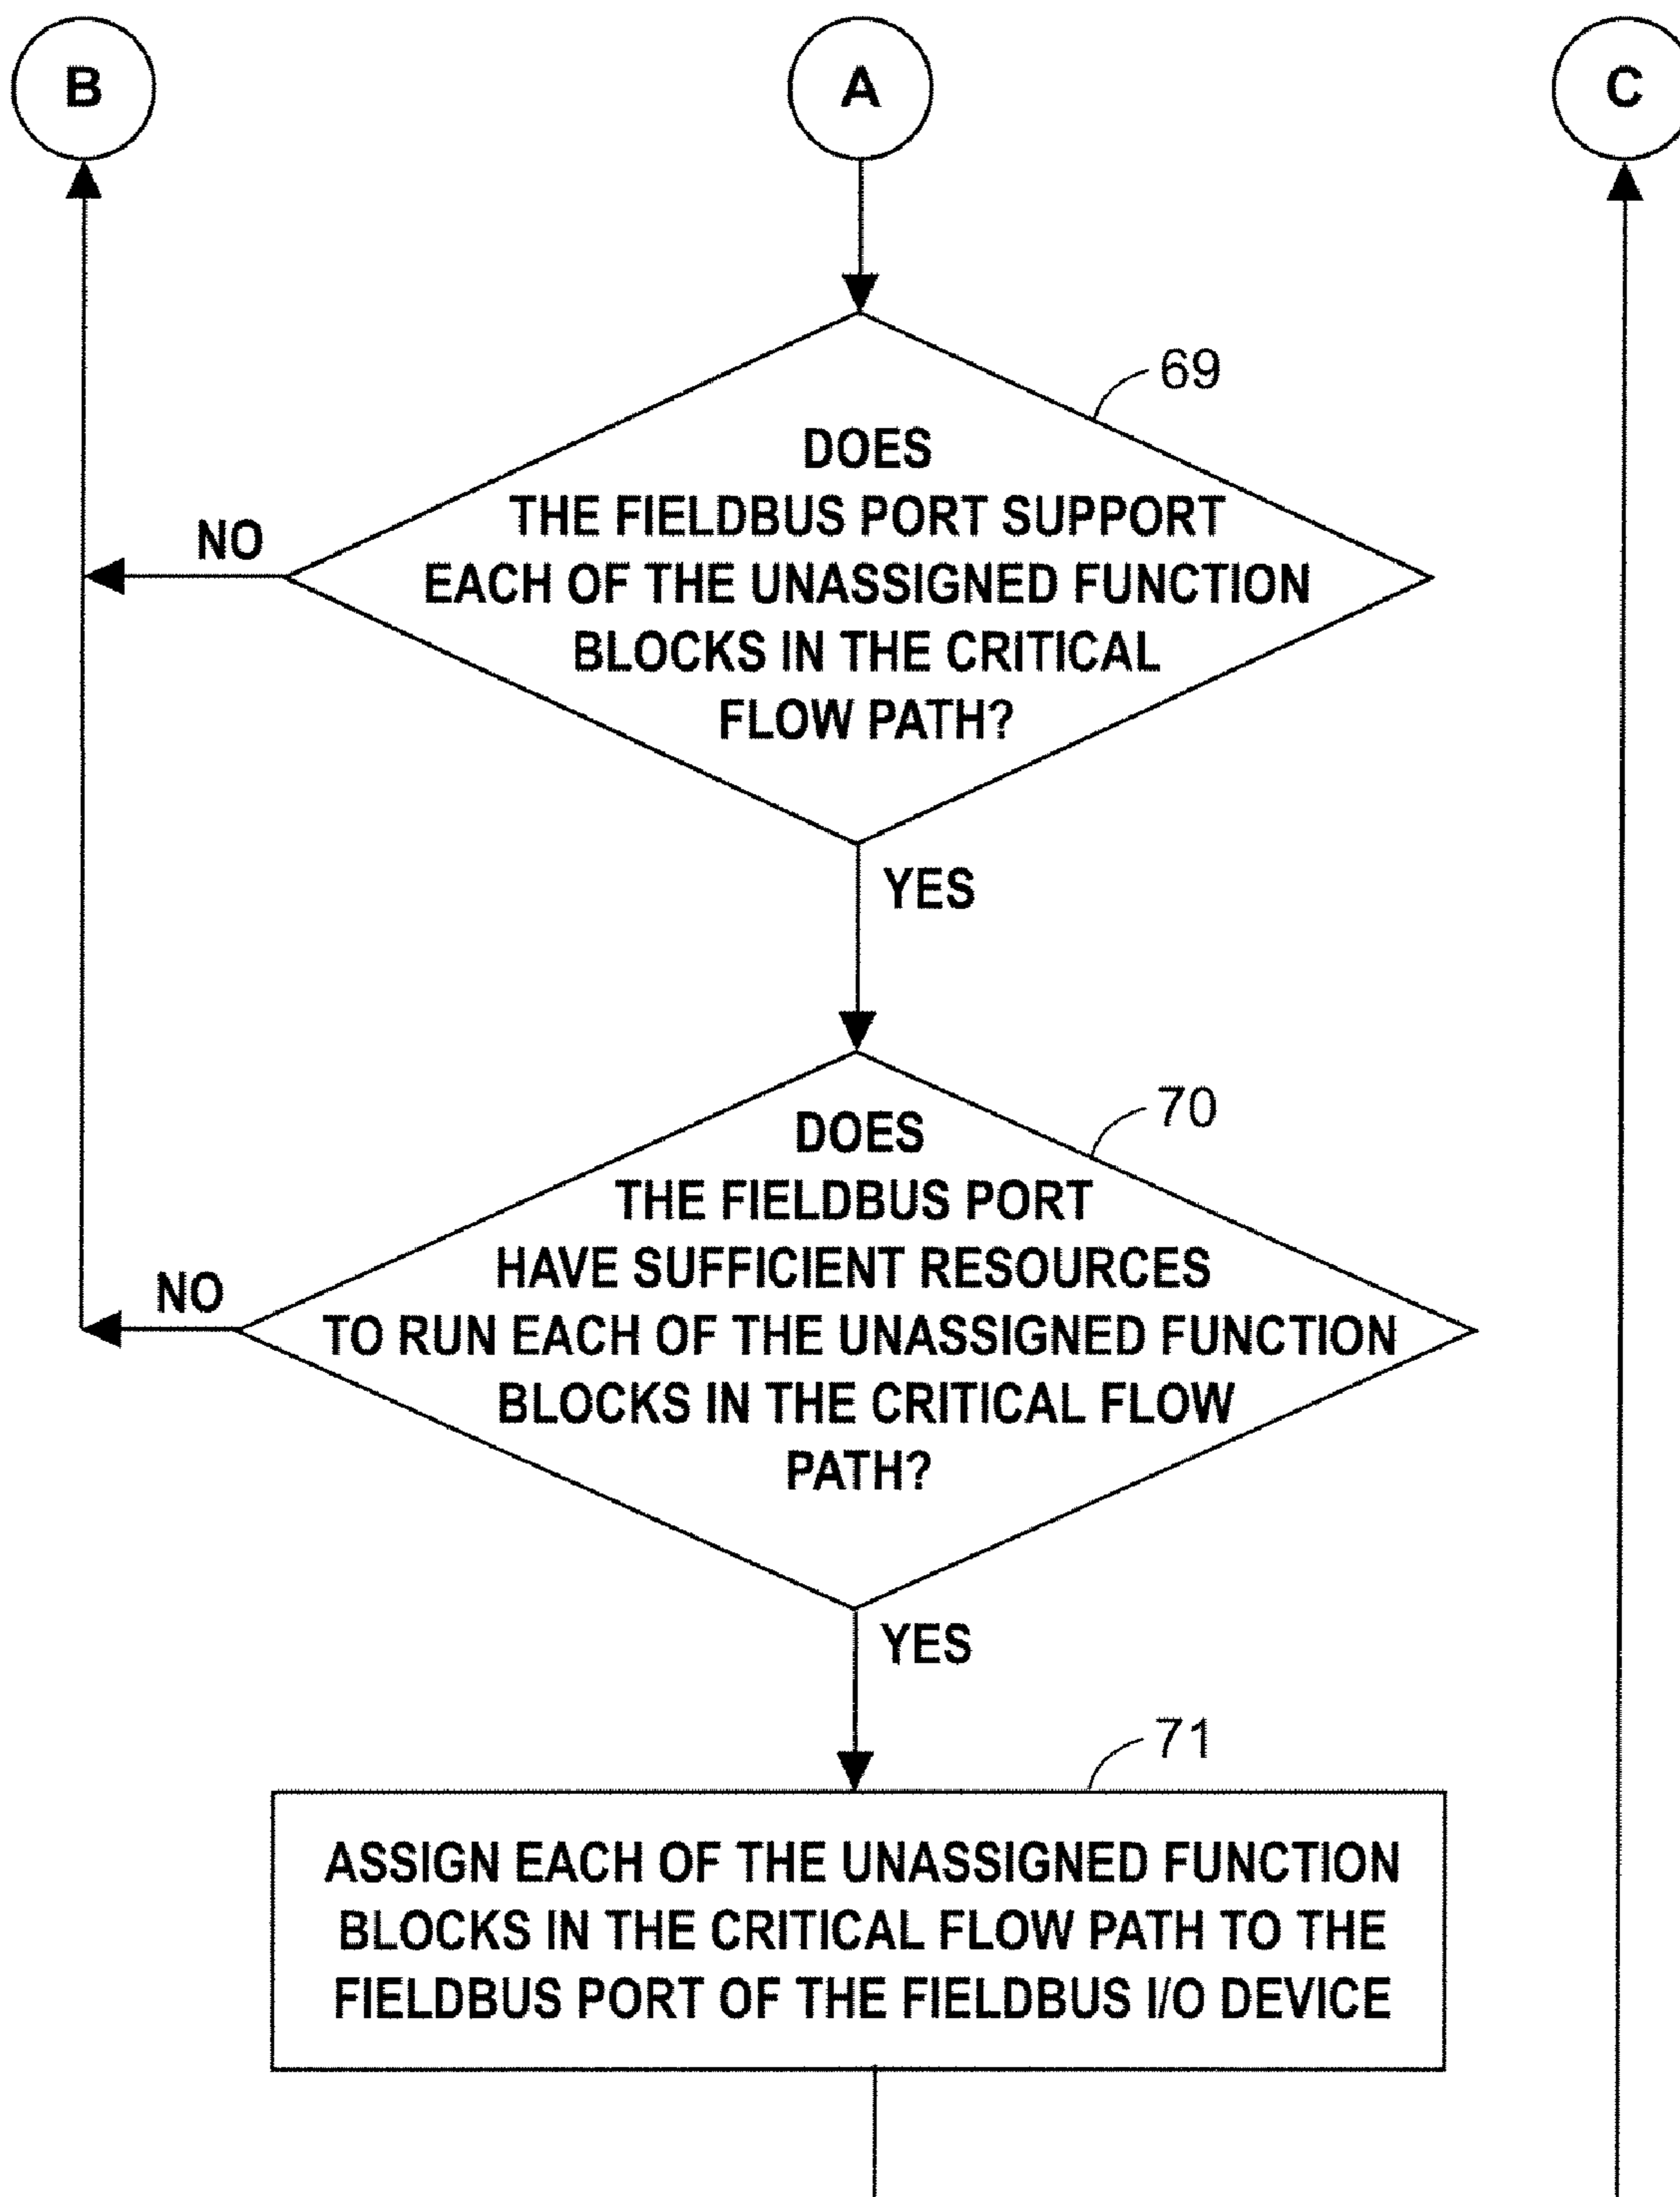 B
A
C
69
DOES
THE FIELDBUS PORT SUPPORT
EACH OF THE UNASSIGNED FUNCTION
BLOCKS IN THE CRITICAL
FLOW PATH?
NO
YES
70
DOES
THE FIELDBUS PORT
HAVE SUFFICIENT RESOURCES
TO RUN EACH OF THE UNASSIGNED FUNCTION
BLOCKS IN THE CRITICAL FLOW
PATH?
NO
YES
71
ASSIGN EACH OF THE UNASSIGNED FUNCTION
BLOCKS IN THE CRITICAL FLOW PATH TO THE
FIELDBUS PORT OF THE FIELDBUS I/O DEVICE